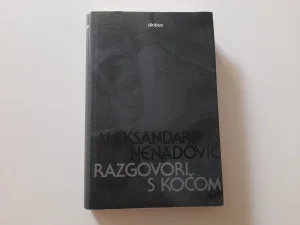 globus
ALEKSANDAR
NENADOVIĆ
RAZGOVORI
S KOČOM